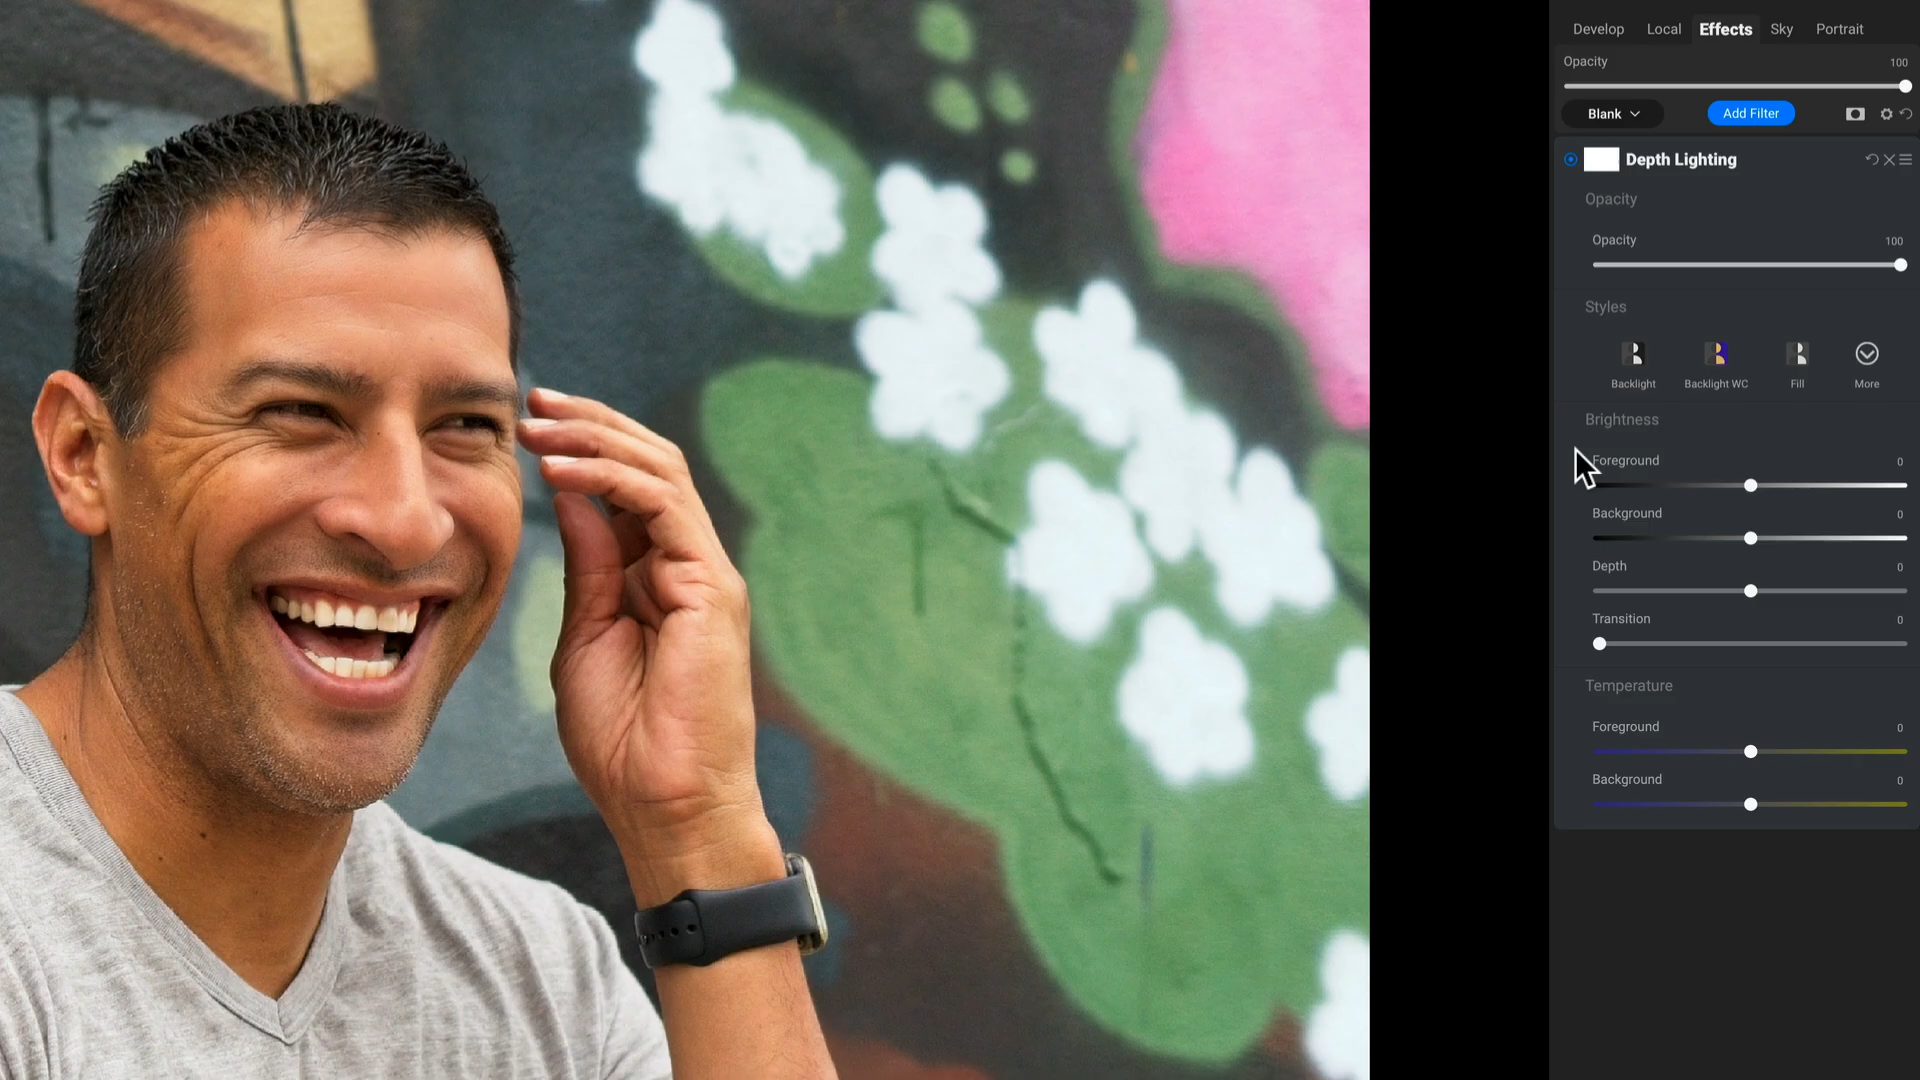 Develop Local Effects Sky Portrait
Opacity 100
Blank Add Filter
Depth Lighting
Opacity
Opacity 100
Styles
Backlight Backlight WC Fill More
Brightness
Foreground 0
Background 0
Depth 0
Transition 0
Temperature
Foreground 0
Background 0